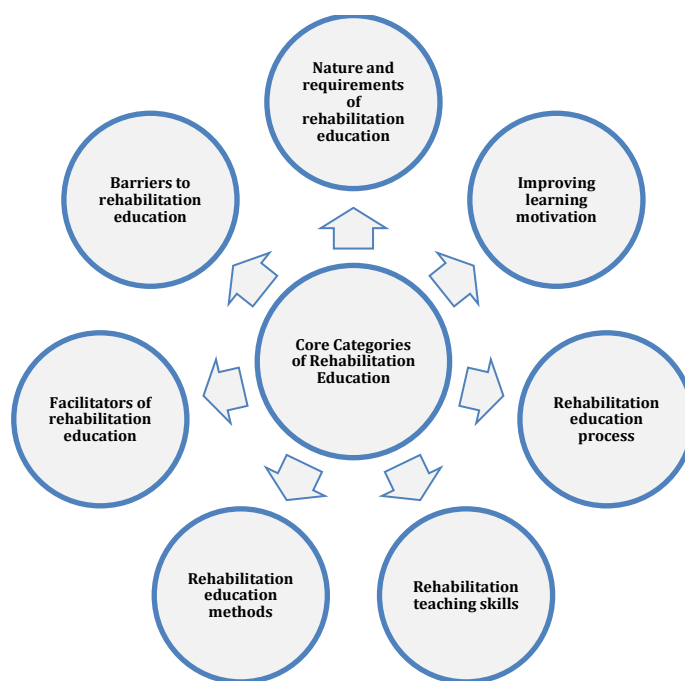 Nature and
requirements
of
rehabilitation
education
Improving
learning
motivation
Rehabilitation
education
process
Rehabilitation
teaching skills
Rehabilitation
education
methods
Facilitators of
rehabilitation
education
Barriers to
rehabilitation
education
Core Categories
of Rehabilitation
Education